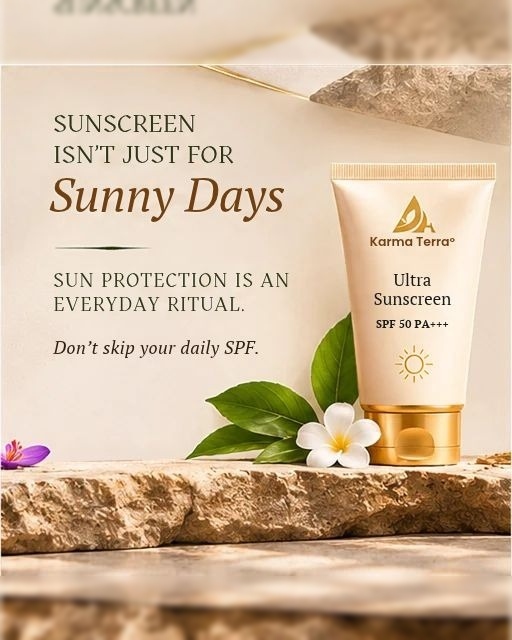 SUNSCREEN
ISN'T JUST FOR
Sunny Days
SUN PROTECTION IS AN
EVERYDAY RITUAL.
Don't skip your daily SPF.
Karma Terra®
Ultra
Sunscreen
SPF 50 PA+++